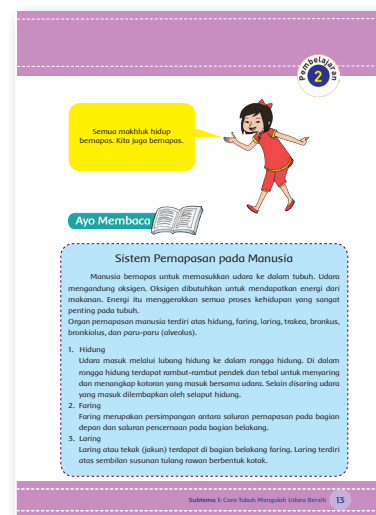 Pembelajaran
2
Semua makhluk hidup
bernapas. Kita juga bernapas.
Ayo Membaca
Sistem Pernapasan pada Manusia
Manusia bernapas untuk memasukkan udara ke dalam tubuh. Udara
mengandung oksigen. Oksigen dibutuhkan untuk mendapatkan energi dari
makanan. Energi itu menggerakkan semua proses kehidupan yang sangat
penting pada tubuh.
Organ pernapasan manusia terdiri atas hidung, faring, laring, trakea, bronkus,
bronkiolus, dan paru-paru (alveolus).
1. Hidung
Udara masuk melalui lubang hidung ke dalam rongga hidung. Di dalam
rongga hidung terdapat rambut-rambut pendek dan tebal untuk menyaring
dan menangkap kotoran yang masuk bersama udara. Selain disaring udara
yang masuk dilembapkan oleh selaput hidung.
2. Faring
Faring merupakan persimpangan antara saluran pernapasan pada bagian
depan dan saluran pencernaan pada bagian belakang.
3. Laring
Laring atau tekak (jakun) terdapat di bagian belakang faring. Laring terdiri
atas sembilan susunan tulang rawan berbentuk kotak.
Subtema 1: Cara Tubuh Mengolah Udara Bersih 13